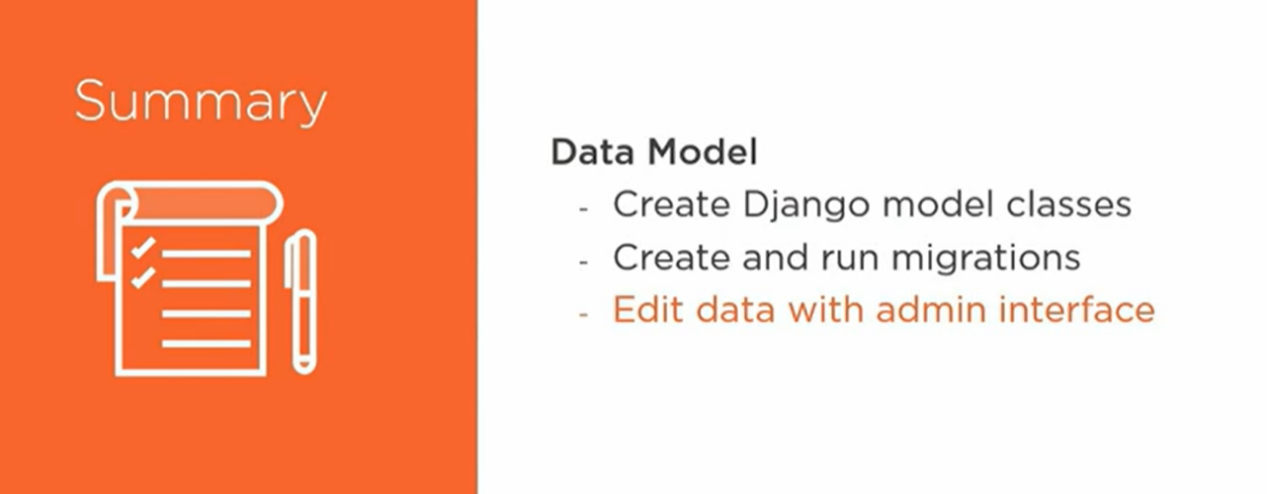 Summary
Data Model
- Create Django model classes
- Create and run migrations
- Edit data with admin interface